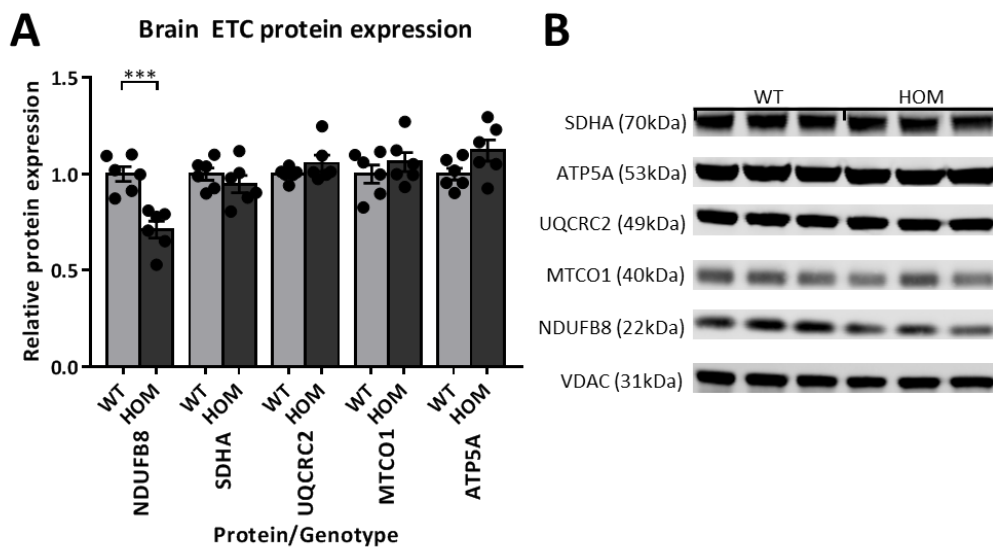 A
Brain ETC protein expression
***
Relative protein expression
1.5
1.0
0.5
0.0
WT HOM WT HOM WT HOM WT HOM WT HOM
NDUFB8 SDHA UQCRC2 MTCO1 ATP5A
Protein/Genotype
B
WT HOM
SDHA (70kDa)
ATP5A (53kDa)
UQCRC2 (49kDa)
MTCO1 (40kDa)
NDUFB8 (22kDa)
VDAC (31kDa)